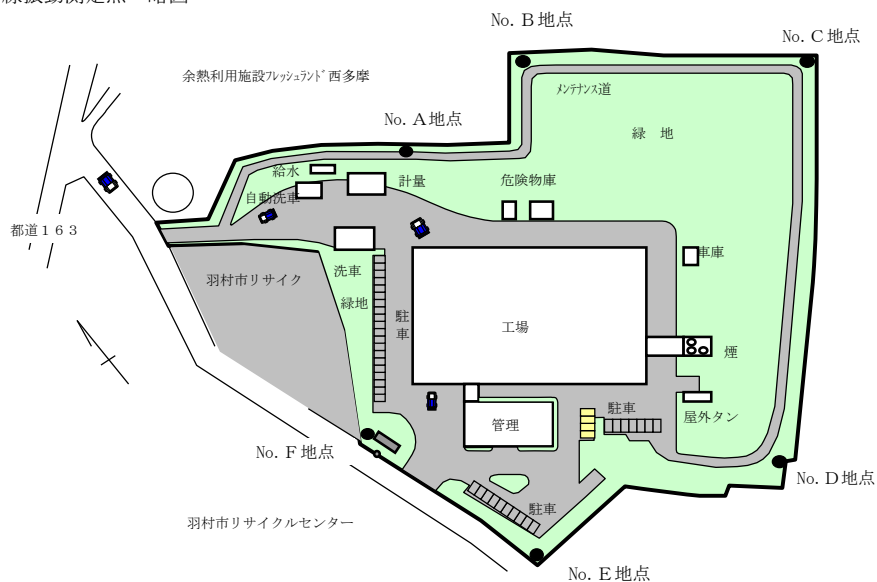 No. B地点
No. C地点
余熱利用施設フレッシュランド西多摩
メンテナンス道
No. A地点
緑 地
給水
計量
危険物庫
自動洗車
都道163
車庫
羽村市リサイク
洗車
緑地
駐車
工場
煙
駐車
屋外タン
管理
No. F地点
No. D地点
駐車
羽村市リサイクルセンター
No. E地点